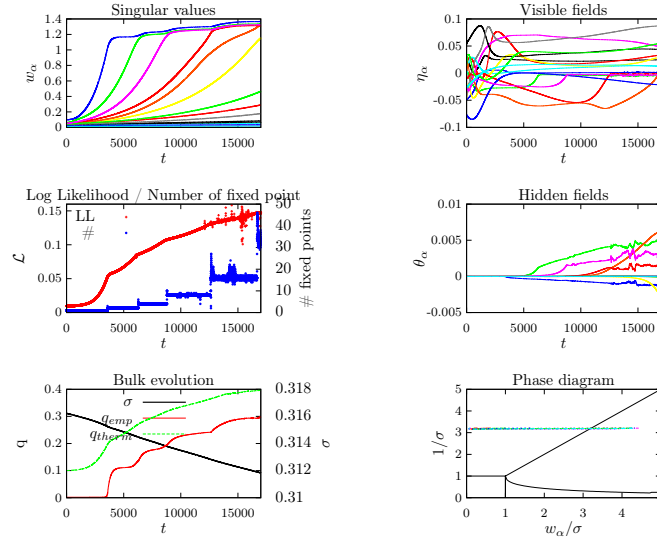 Singular values
w_α
1.4
1.2
1
0.8
0.6
0.4
0.2
0
0 5000 10000 15000
t
Visible fields
η_α
0.1
0.05
0
-0.05
-0.1
0 5000 10000 15000
t
Log Likelihood / Number of fixed point
LL
#
ℒ
0.15
0.1
0.05
0
50
40
30
20
10
0
# fixed points
0 5000 10000 15000
t
Hidden fields
θ_α
0.01
0.005
0
-0.005
0 5000 10000 15000
t
Bulk evolution
σ
q_emp
q_therm
q
0.4
0.3
0.2
0.1
0
0.318
0.316
0.314
0.312
0.31
σ
0 5000 10000 15000
t
Phase diagram
1/σ
5
4
3
2
1
0
0 1 2 3 4
w_α/σ